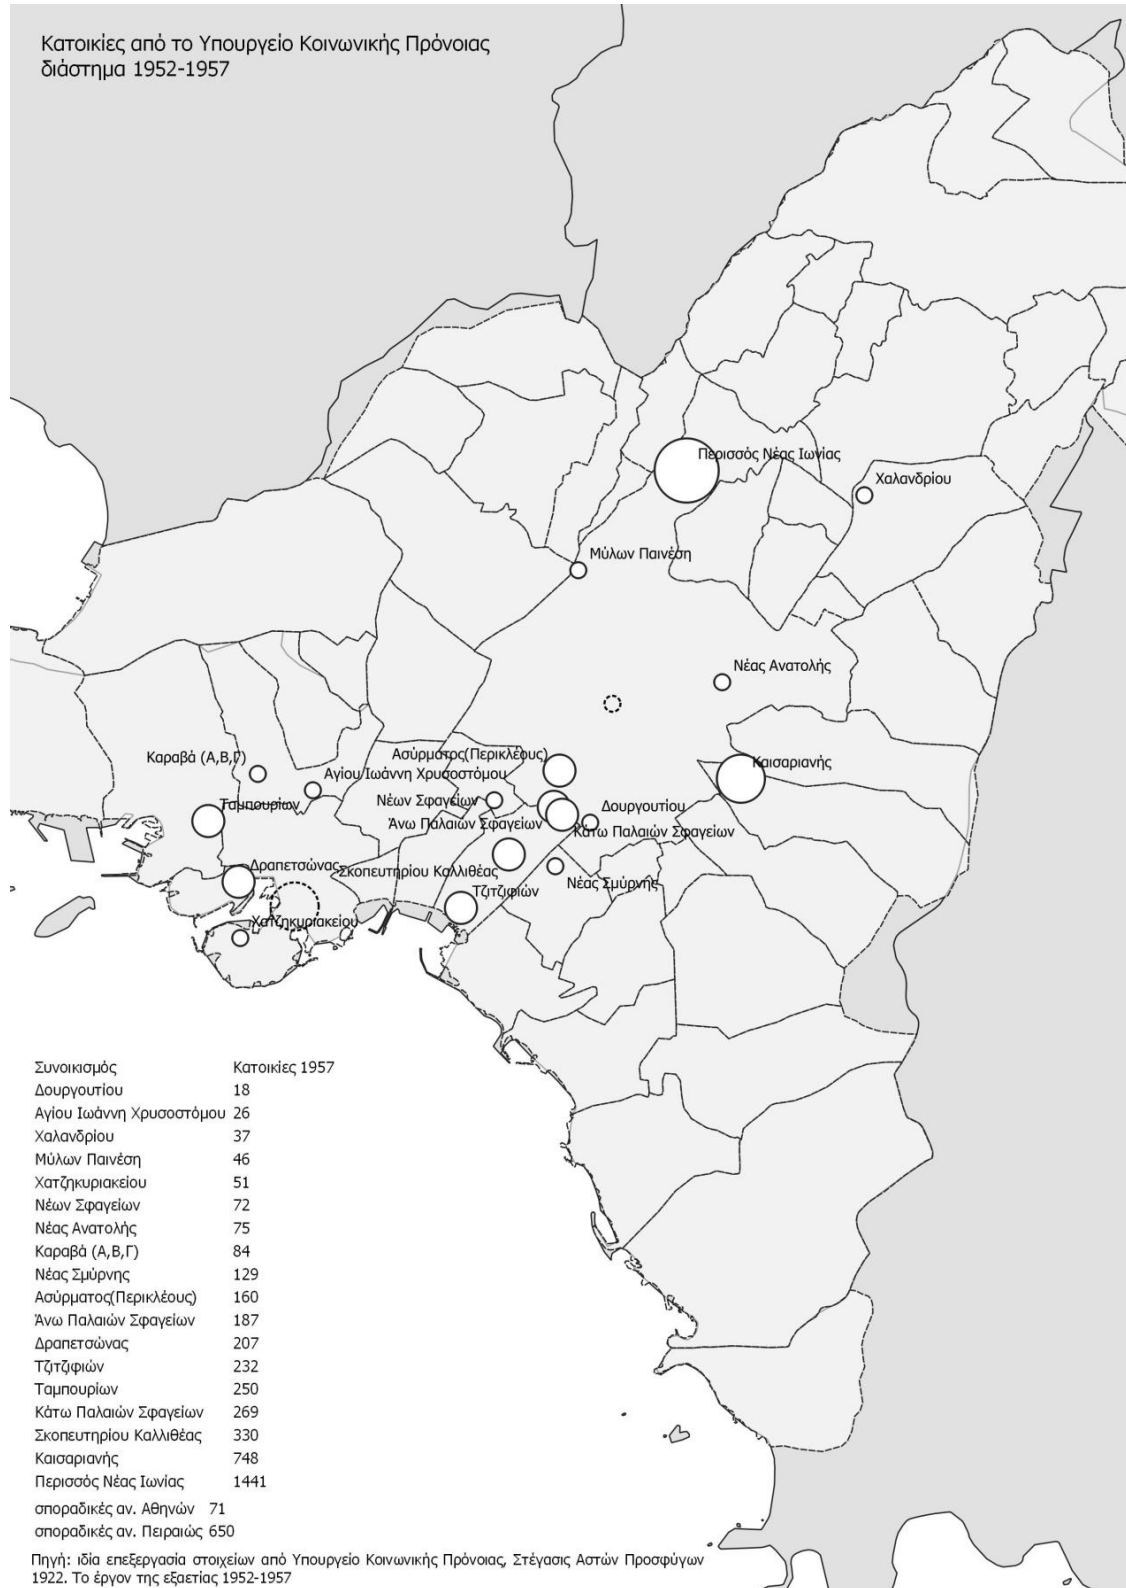 Κατοικίες από το Υπουργείο Κοινωνικής Πρόνοιας
διάστημα 1952-1957
Περισσός Νέας Ιωνίας
Χαλανδρίου
Μύλων Παινέση
Νέας Ανατολής
Ασύρματος(Περικλέους)
Καραβά (Α,Β,Γ)
Καισαριανής
Αγίου Ιωάννη Χρυσοστόμου
Νέων Σφαγείων
Ταμπουρίων
Δουργουτίου
Άνω Παλαιών Σφαγείων
Κάτω Παλαιών Σφαγείων
Δραπετσώνας
Σκοπευτηρίου Καλλιθέας
Νέας Σμύρνης
Τζιτζιφιών
Χατζηκυριακείου
Συνοικισμός Κατοικίες 1957
Δουργουτίου 18
Αγίου Ιωάννη Χρυσοστόμου 26
Χαλανδρίου 37
Μύλων Παινέση 46
Χατζηκυριακείου 51
Νέων Σφαγείων 72
Νέας Ανατολής 75
Καραβά (Α,Β,Γ) 84
Νέας Σμύρνης 129
Ασύρματος(Περικλέους) 160
Άνω Παλαιών Σφαγείων 187
Δραπετσώνας 207
Τζιτζιφιών 232
Ταμπουρίων 250
Κάτω Παλαιών Σφαγείων 269
Σκοπευτηρίου Καλλιθέας 330
Καισαριανής 748
Περισσός Νέας Ιωνίας 1441
σποραδικές αν. Αθηνών 71
σποραδικές αν. Πειραιώς 650
Πηγή: ιδία επεξεργασία στοιχείων από Υπουργείο Κοινωνικής Πρόνοιας, Στέγασις Αστών Προσφύγων
1922. Το έργον της εξαετίας 1952-1957